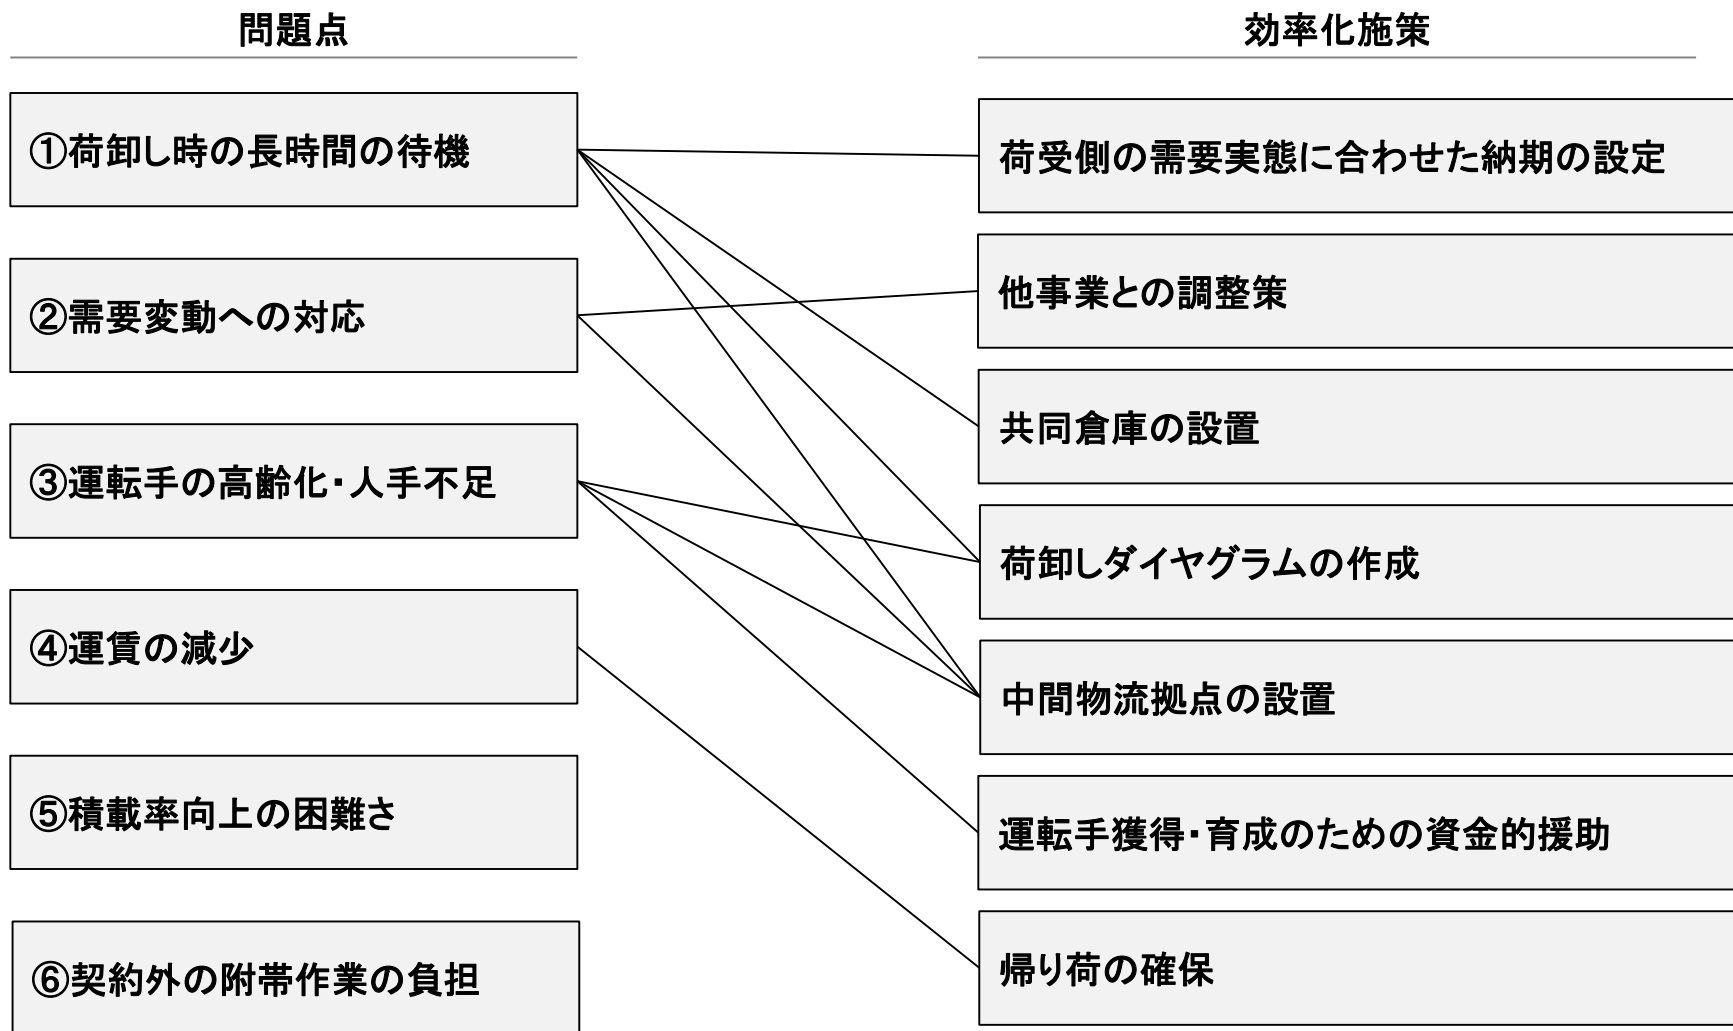 問題点
①荷卸し時の長時間の待機
②需要変動への対応
③運転手の高齢化・人手不足
④運賃の減少
⑤積載率向上の困難さ
⑥契約外の附帯作業の負担
効率化施策
荷受側の需要実態に合わせた納期の設定
他事業との調整策
共同倉庫の設置
荷卸しダイヤグラムの作成
中間物流拠点の設置
運転手獲得・育成のための資金的援助
帰り荷の確保